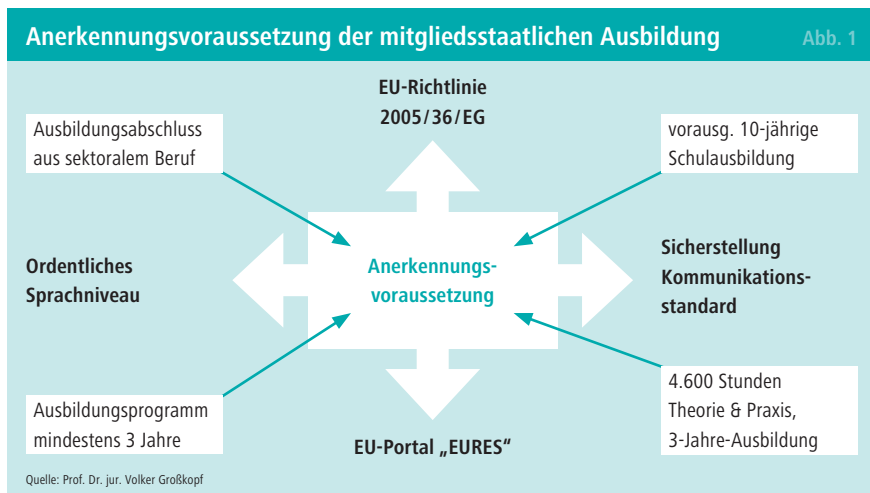 Anerkennungsvoraussetzung der mitgliedsstaatlichen Ausbildung Abb. 1
EU-Richtlinie
2005/36/EG
Ausbildungsabschluss
aus sektoralem Beruf
vorausg. 10-jährige
Schulausbildung
Ordentliches
Sprachniveau
Anerkennungs-
voraussetzung
Sicherstellung
Kommunikations-
standard
Ausbildungsprogramm
mindestens 3 Jahre
EU-Portal „EURES“
4.600 Stunden
Theorie & Praxis,
3-Jahre-Ausbildung
Quelle: Prof. Dr. jur. Volker Großkopf